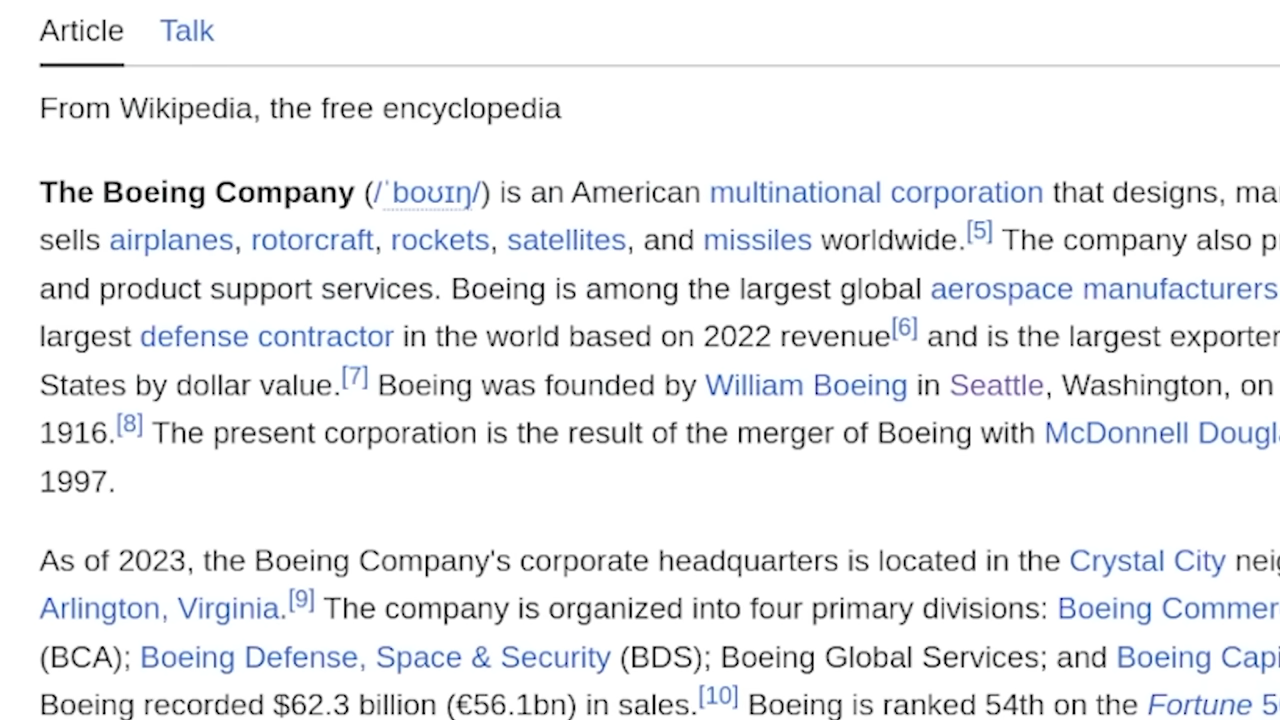 Article Talk
From Wikipedia, the free encyclopedia
The Boeing Company (/ˈboʊɪŋ/) is an American multinational corporation that designs,
sells airplanes, rotorcraft, rockets, satellites, and missiles worldwide.[5] The company also
and product support services. Boeing is among the largest global aerospace manufacturers
largest defense contractor in the world based on 2022 revenue[6] and is the largest exporter
States by dollar value.[7] Boeing was founded by William Boeing in Seattle, Washington, on
1916.[8] The present corporation is the result of the merger of Boeing with McDonnell
1997.
As of 2023, the Boeing Company's corporate headquarters is located in the Crystal City
Arlington, Virginia.[9] The company is organized into four primary divisions: Boeing
(BCA); Boeing Defense, Space & Security (BDS); Boeing Global Services; and Boeing
Boeing recorded $62.3 billion (€56.1bn) in sales.[10] Boeing is ranked 54th on the Fortune